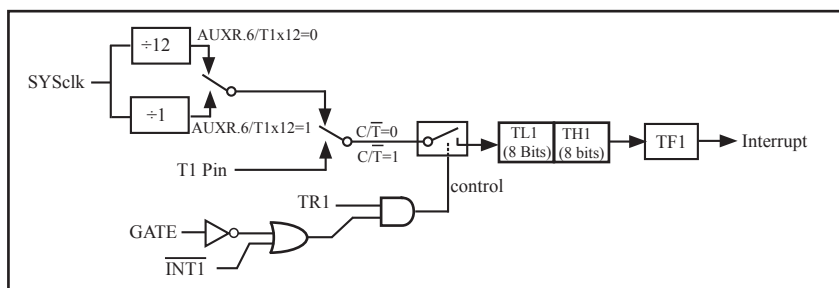 ÷12
AUXR.6/T1x12=0
SYSclk
÷1
AUXR.6/T1x12=1
C/T̅=0
C/T̅=1
T1 Pin
TL1
(8 Bits)
TH1
(8 bits)
TF1
Interrupt
control
TR1
GATE
I̅N̅T̅1̅